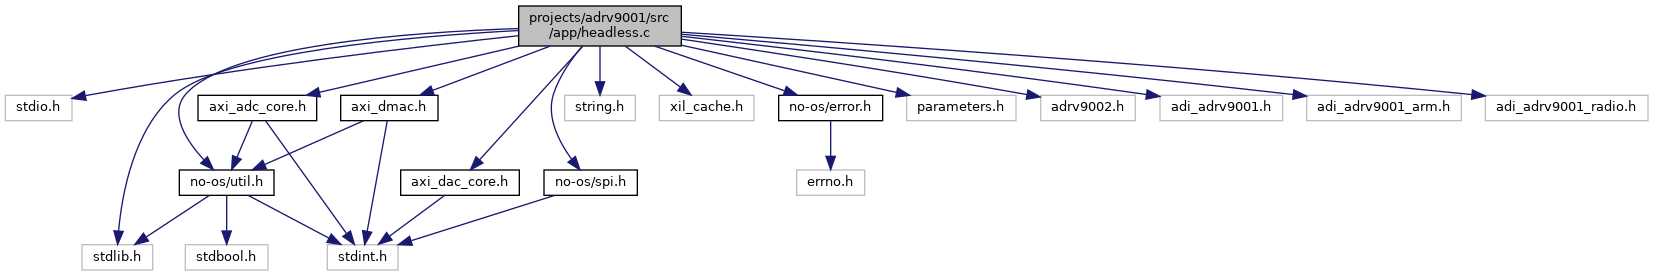 projects/adrv9001/src
/app/headless.c
stdio.h
axi_adc_core.h
axi_dmac.h
string.h
xil_cache.h
no-os/error.h
parameters.h
adrv9002.h
adi_adrv9001.h
adi_adrv9001_arm.h
adi_adrv9001_radio.h
no-os/util.h
axi_dac_core.h
no-os/spi.h
errno.h
stdlib.h
stdbool.h
stdint.h